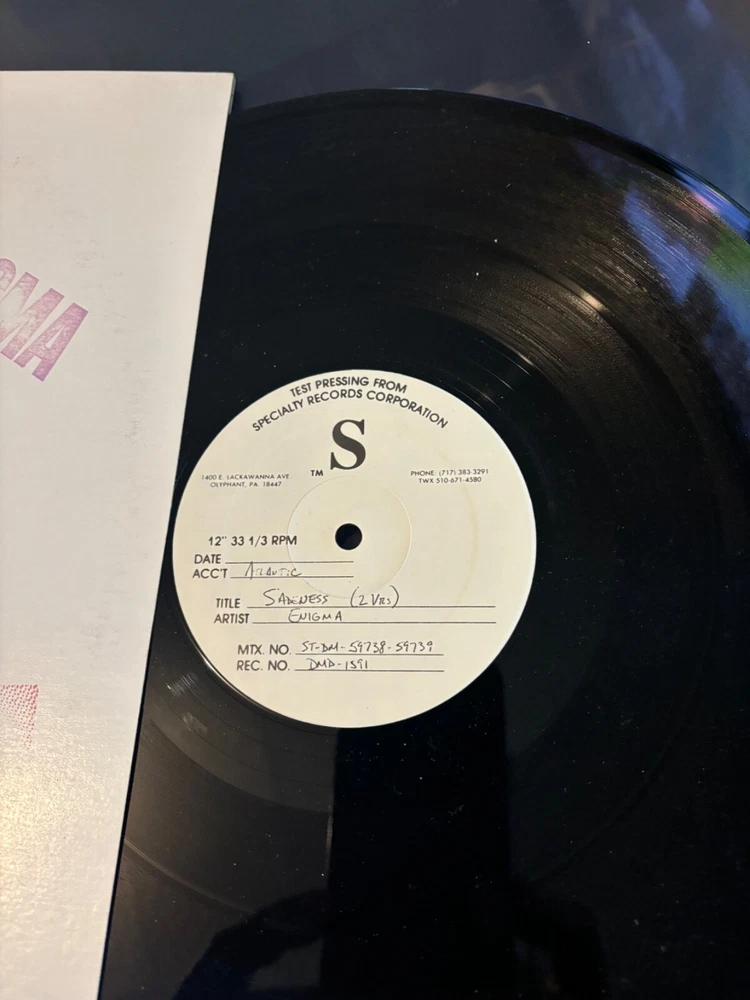 GMA
TEST PRESSING FROM
SPECIALTY RECORDS CORPORATION
S
TM
1400 E. LACKAWANNA AVE.
OLYPHANT, PA. 18447
PHONE: (717) 383-3291
TWX 510-671-4580
12" 33 1/3 RPM
DATE
ACC'T ATLANTIC
TITLE SADENESS (2 VRS)
ARTIST ENIGMA
MTX. NO. ST-DM-59738-59739
REC. NO. DMD-1591